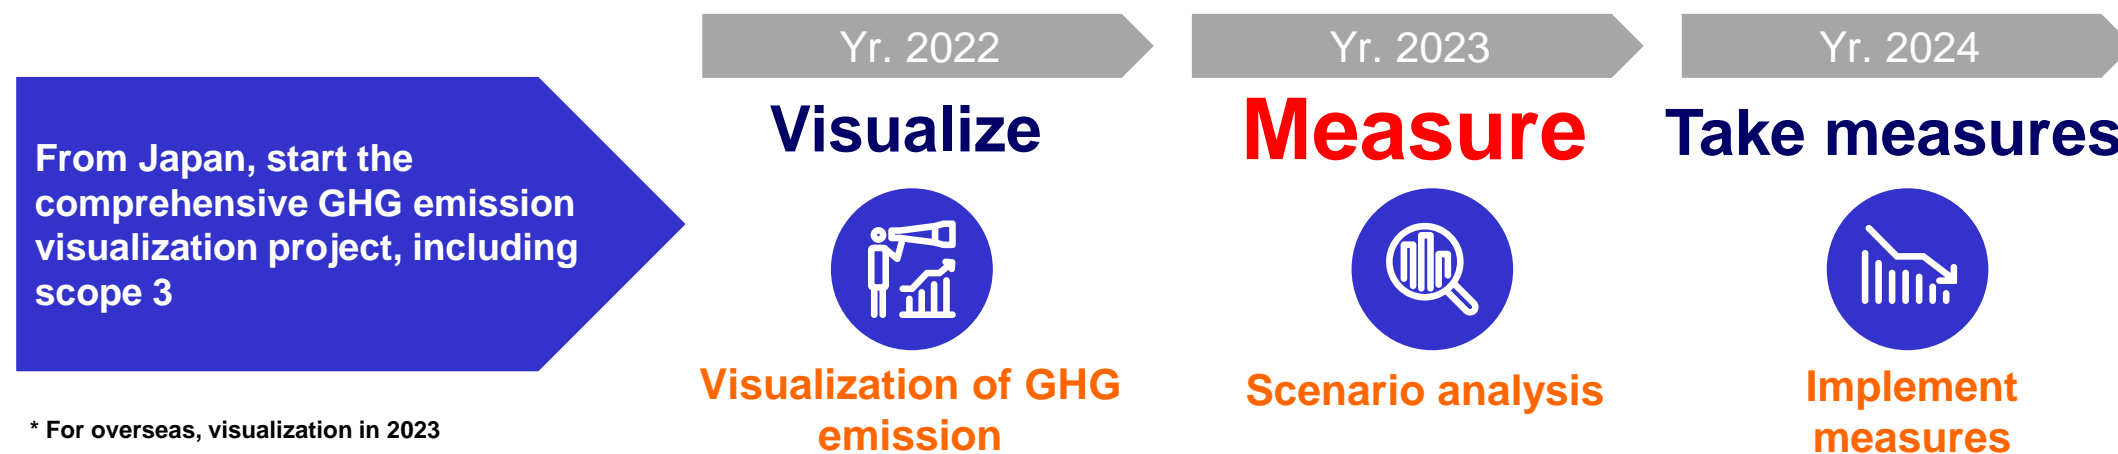 From Japan, start the
comprehensive GHG emission
visualization project, including
scope 3
* For overseas, visualization in 2023
Yr. 2022
Visualize
Visualization of GHG
emission
Yr. 2023
Measure
Scenario analysis
Yr. 2024
Take measures
Implement
measures